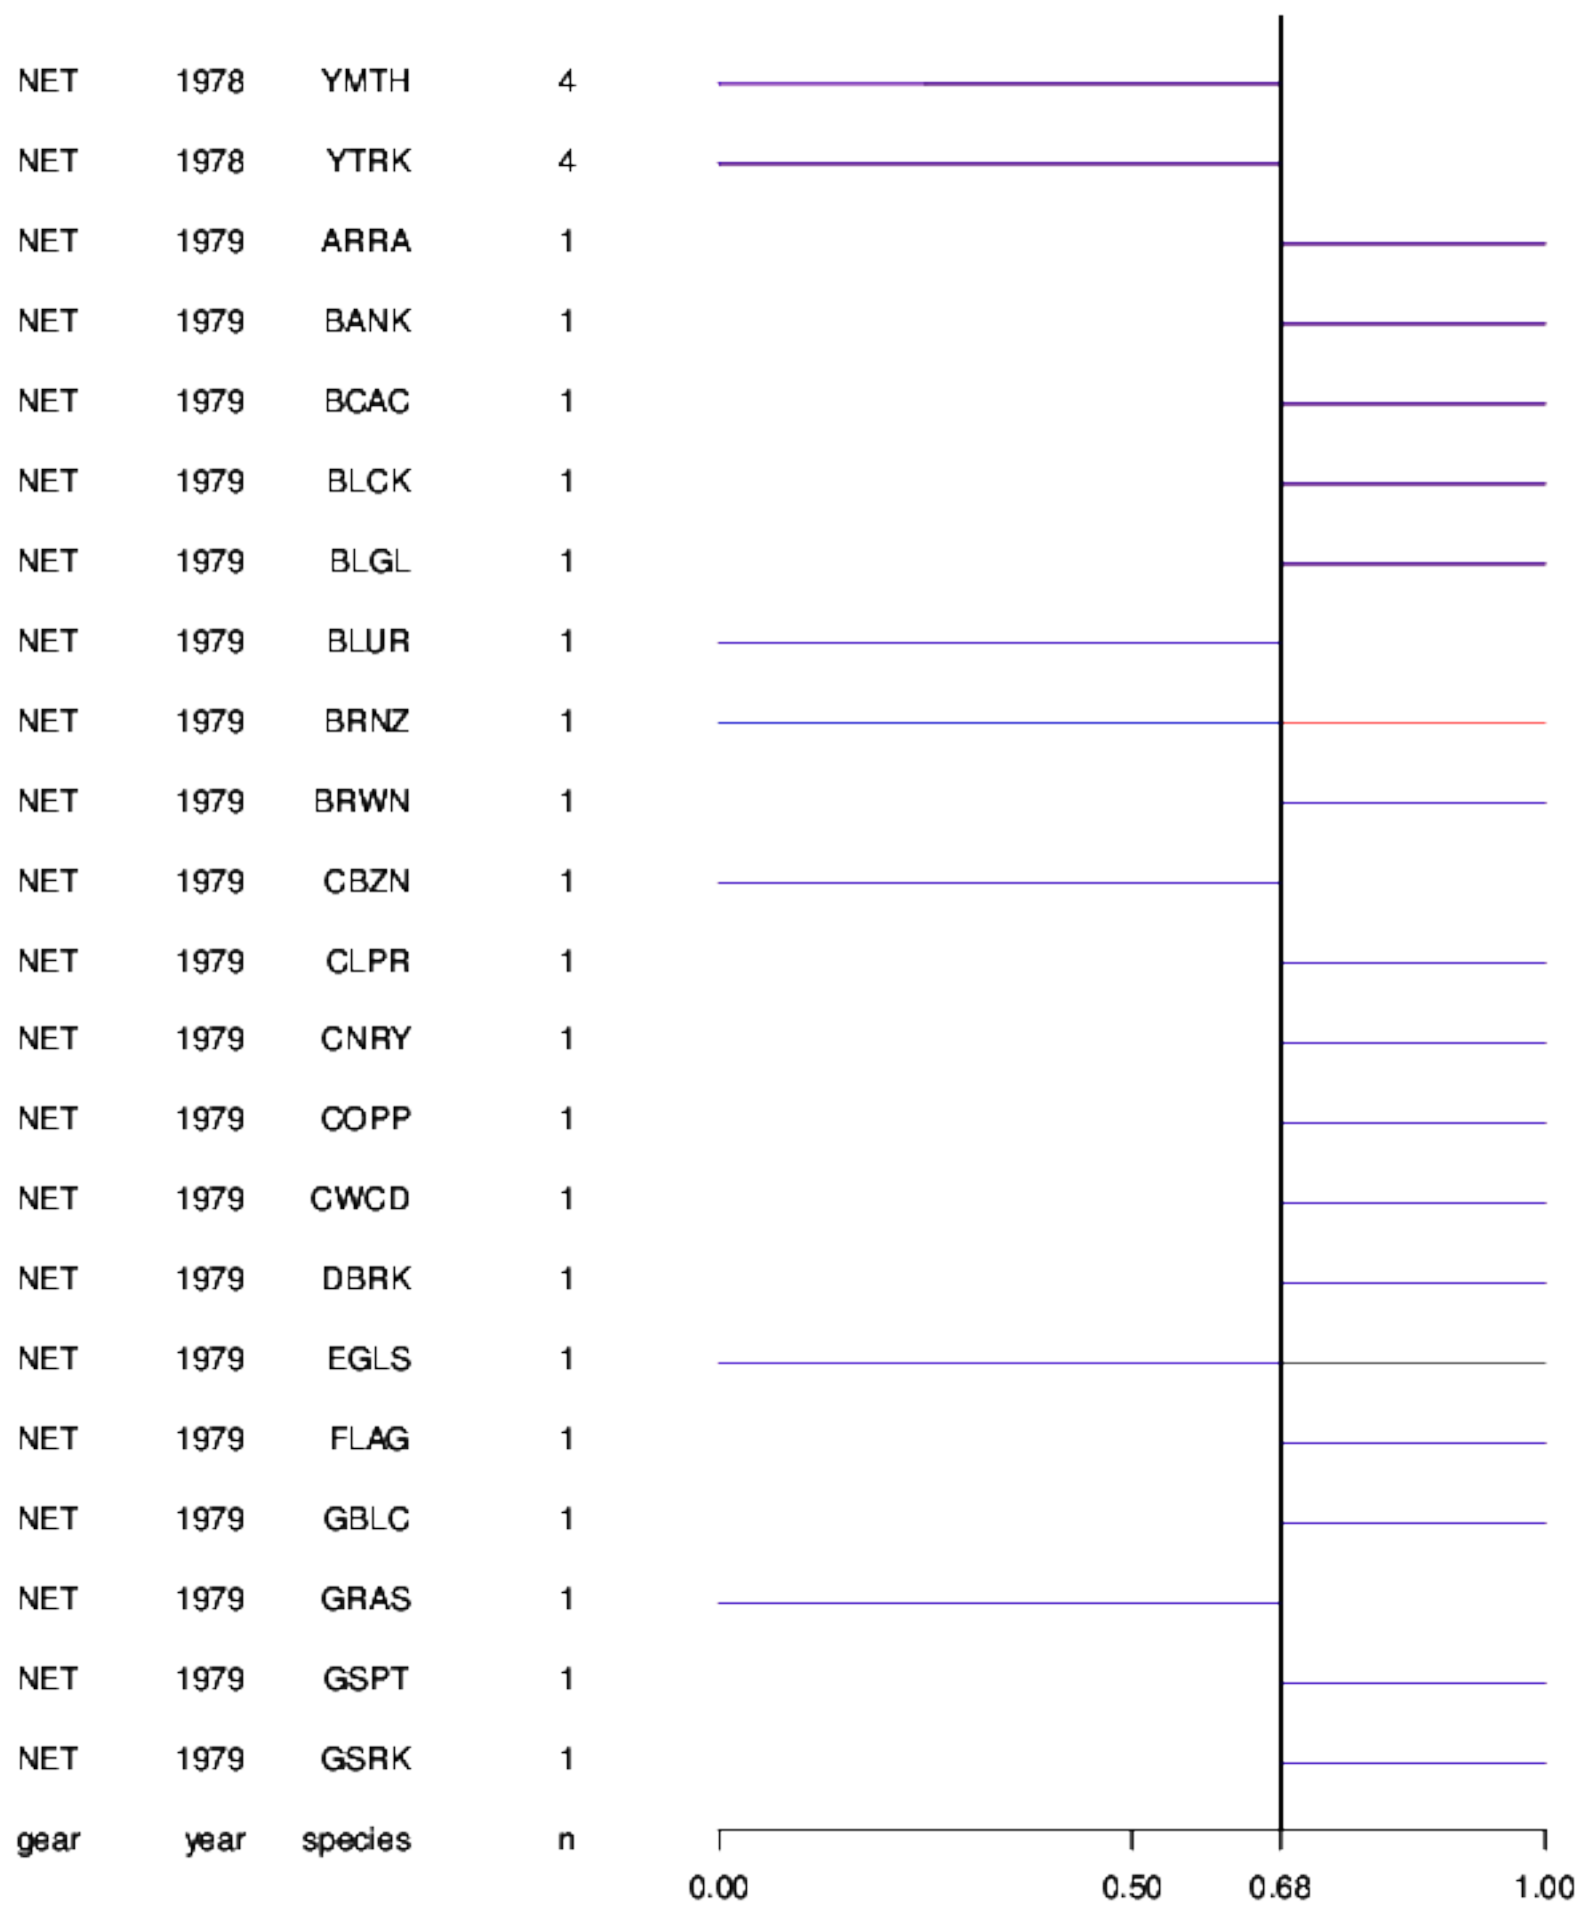 NET 1978 YMTH 4
NET 1978 YTRK 4
NET 1979 ARRA 1
NET 1979 BANK 1
NET 1979 BCAC 1
NET 1979 BLCK 1
NET 1979 BLGL 1
NET 1979 BLUR 1
NET 1979 BRNZ 1
NET 1979 BRWN 1
NET 1979 CBZN 1
NET 1979 CLPR 1
NET 1979 CNRY 1
NET 1979 COPP 1
NET 1979 CWCD 1
NET 1979 DBRK 1
NET 1979 EGLS 1
NET 1979 FLAG 1
NET 1979 GBLC 1
NET 1979 GRAS 1
NET 1979 GSPT 1
NET 1979 GSRK 1
gear year species n
0.00 0.50 0.68 1.00